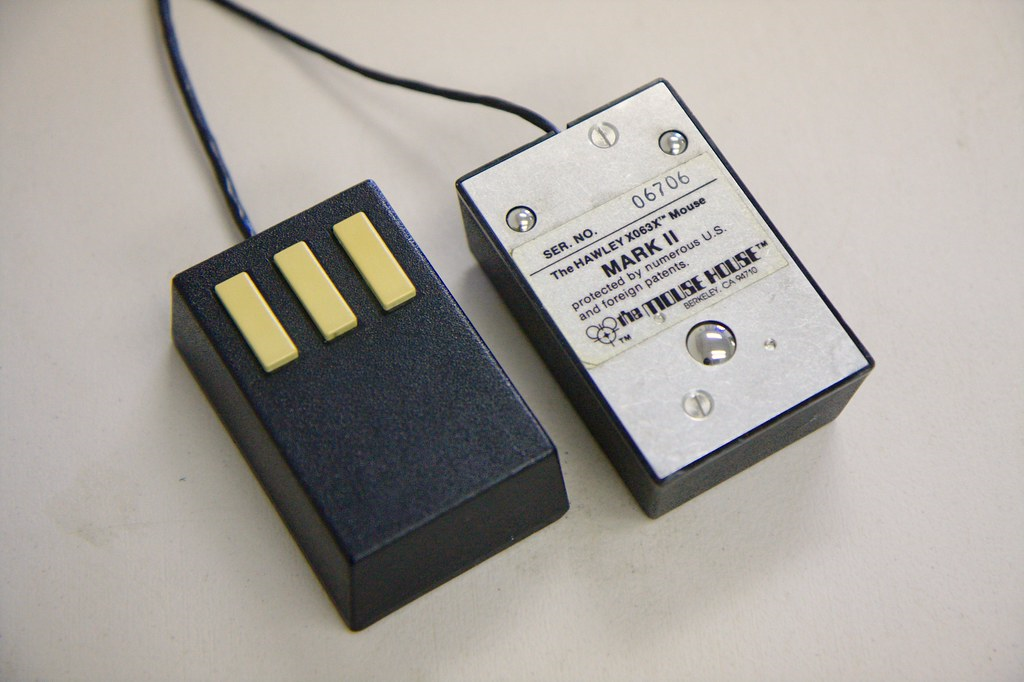 SER. NO. 06706
The HAWLEY X063X™ Mouse
MARK II
protected by numerous U.S.
and foreign patents.
the MOUSE HOUSE™
BERKELEY, CA 94710
TM